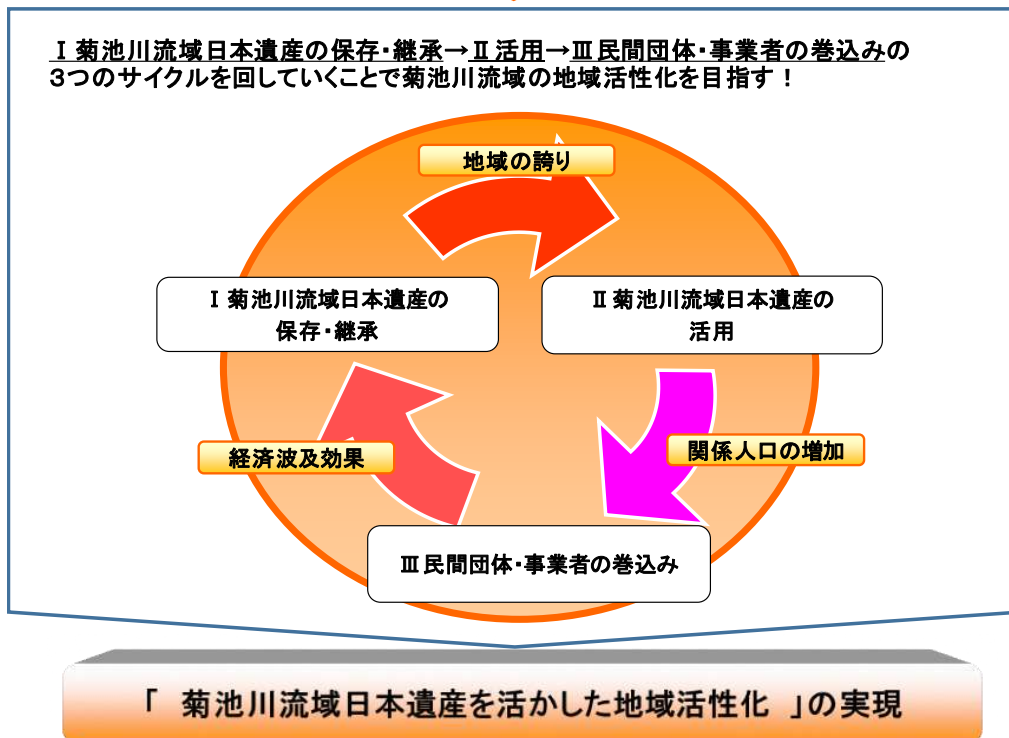 Ⅰ菊池川流域日本遺産の保存・継承→Ⅱ活用→Ⅲ民間団体・事業者の巻込みの
３つのサイクルを回していくことで菊池川流域の地域活性化を目指す！
地域の誇り
Ⅰ菊池川流域日本遺産の
保存・継承
Ⅱ菊池川流域日本遺産の
活用
経済波及効果
関係人口の増加
Ⅲ民間団体・事業者の巻込み
「 菊池川流域日本遺産を活かした地域活性化 」の実現